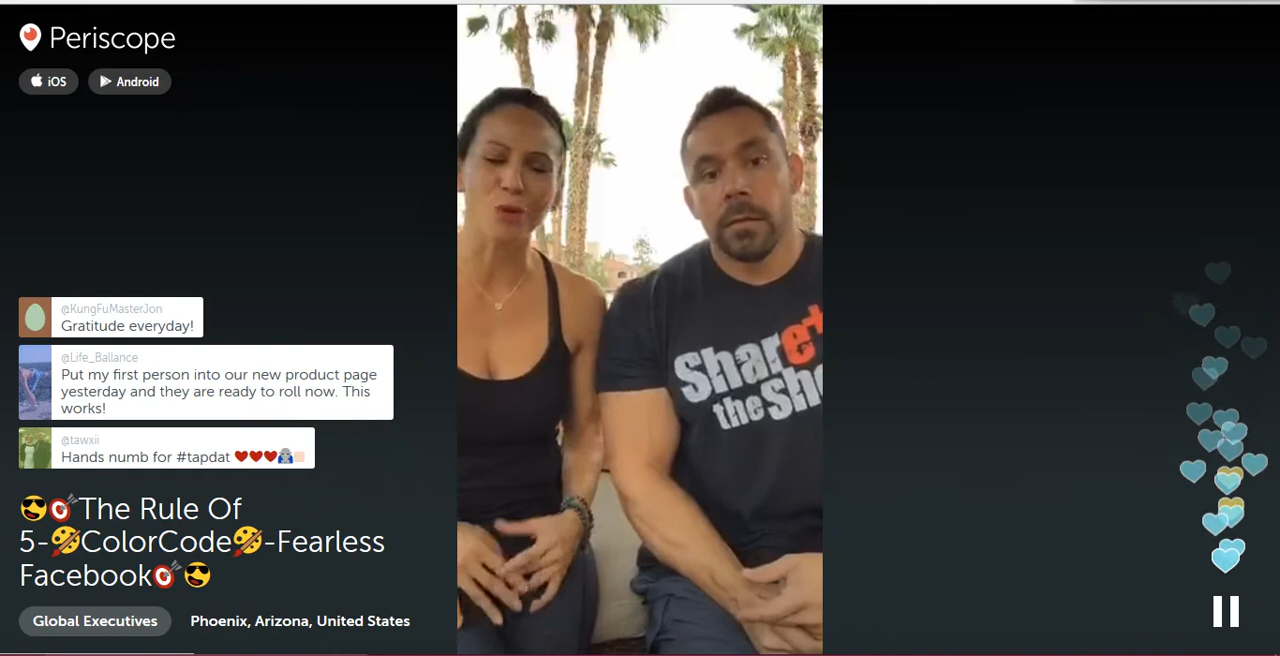 Periscope
iOS
Android
@KungFuMasterJon
Gratitude everyday!
@Life_Ballance
Put my first person into our new product page
yesterday and they are ready to roll now. This
works!
@tawxii
Hands numb for #tapdat ❤️❤️❤️
😎🎯The Rule Of
5-🎨ColorCode🎨-Fearless
Facebook🎯😎
Global Executives
Phoenix, Arizona, United States
Share+
the